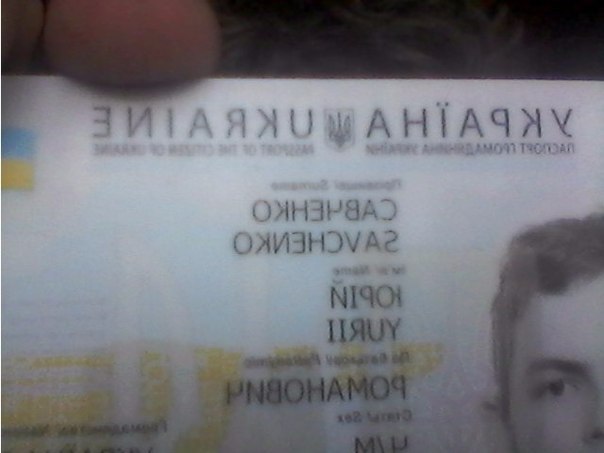 УКРАЇНА UKRAINE
ПАСПОРТ ГРОМАДЯНИНА УКРАЇНИ PASSPORT OF THE CITIZEN OF UKRAINE
Прізвище/ Surname
САВЧЕНКО
SAVCHENKO
Ім'я/ Name
ЮРІЙ
YURII
По батькові/ Patronymic
РОМАНОВИЧ
Стать/ Sex
Ч/M
Громадянство/